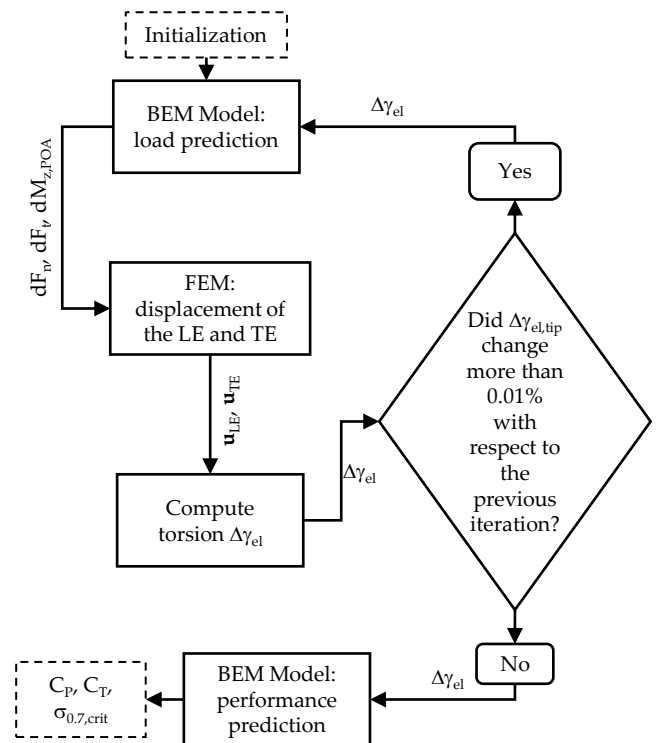 Initialization
BEM Model:
load prediction
Δγel
Yes
dFn, dFt, dMz,POA
FEM:
displacement of
the LE and TE
Did Δγel,tip
change
more than
0.01%
with
respect to
the
previous
iteration?
uLE, uTE
Δγel
Compute
torsion Δγel
No
Δγel
BEM Model:
performance
prediction
CP, CT,
σ0.7,crit